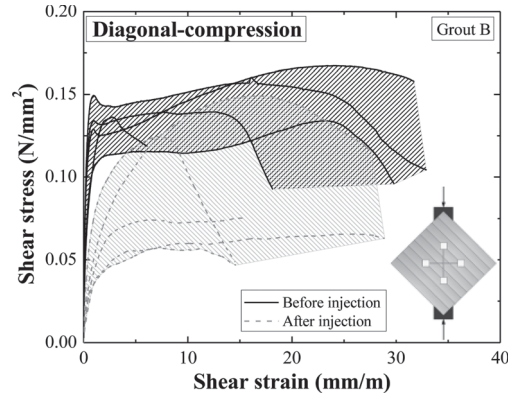 Diagonal-compression
Grout B
Shear stress (N/mm²)
0.20
0.15
0.10
0.05
0.00
Before injection
After injection
0
10
20
30
40
Shear strain (mm/m)